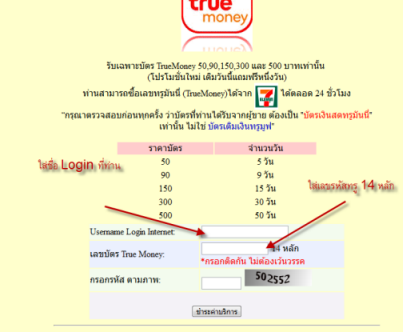 true
money
รับเฉพาะบัตร TrueMoney 50,90,150,300 และ 500 บาทเท่านั้น
(โปรโมชั่นใหม่ เติมวันนี้แถมฟรีหนึ่งวัน)
ท่านสามารถซื้อเลขทรูมันนี่ (TrueMoney)ได้จาก ได้ตลอด 24 ชั่วโมง
"กรุณาตรวจสอบก่อนทุกครั้ง ว่าบัตรที่ท่านได้รับจากผู้ขาย ต้องเป็น "บัตรเงินสดทรูมันนี่"
เท่านั้น ไม่ใช่ บัตรเติมเงินทรูมูฟ"
ราคาบัตร จำนวนวัน
50 5 วัน
90 9 วัน
150 15 วัน
300 30 วัน
500 50 วัน
ใส่ชื่อ Login ที่ท่าน
ใส่เลขรหัสทรู 14 หลัก
Username Login Internet:
เลขบัตร True Money: 14 หลัก
*กรอกติดกัน ไม่ต้องเว้นวรรค
กรอกรหัส ตามภาพ: 502552
ชำระค่าบริการ